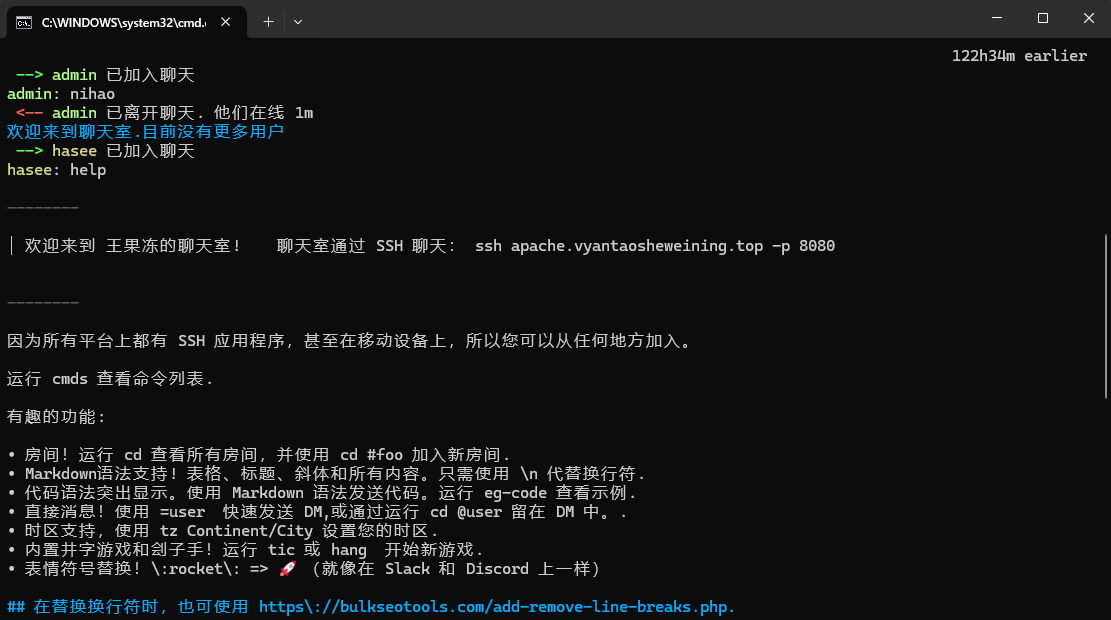 C:\WINDOWS\system32\cmd.
122h34m earlier
--> admin 已加入聊天
admin: nihao
<-- admin 已离开聊天. 他们在线 1m
欢迎来到聊天室.目前没有更多用户
--> hasee 已加入聊天
hasee: help
────────
│ 欢迎来到 王果冻的聊天室! 聊天室通过 SSH 聊天: ssh apache.vyantaosheweining.top -p 8080
────────
因为所有平台上都有 SSH 应用程序，甚至在移动设备上，所以您可以从任何地方加入。
运行 cmds 查看命令列表.
有趣的功能:
• 房间! 运行 cd 查看所有房间，并使用 cd #foo 加入新房间.
• Markdown语法支持! 表格、标题、斜体和所有内容。只需使用 \n 代替换行符.
• 代码语法突出显示。使用 Markdown 语法发送代码。运行 eg-code 查看示例.
• 直接消息! 使用 =user 快速发送 DM,或通过运行 cd @user 留在 DM 中。.
• 时区支持, 使用 tz Continent/City 设置您的时区.
• 内置井字游戏和刽子手! 运行 tic 或 hang 开始新游戏.
• 表情符号替换! \:rocket\: => 🚀 (就像在 Slack 和 Discord 上一样)
## 在替换换行符时，也可使用 https\://bulkseotools.com/add-remove-line-breaks.php.